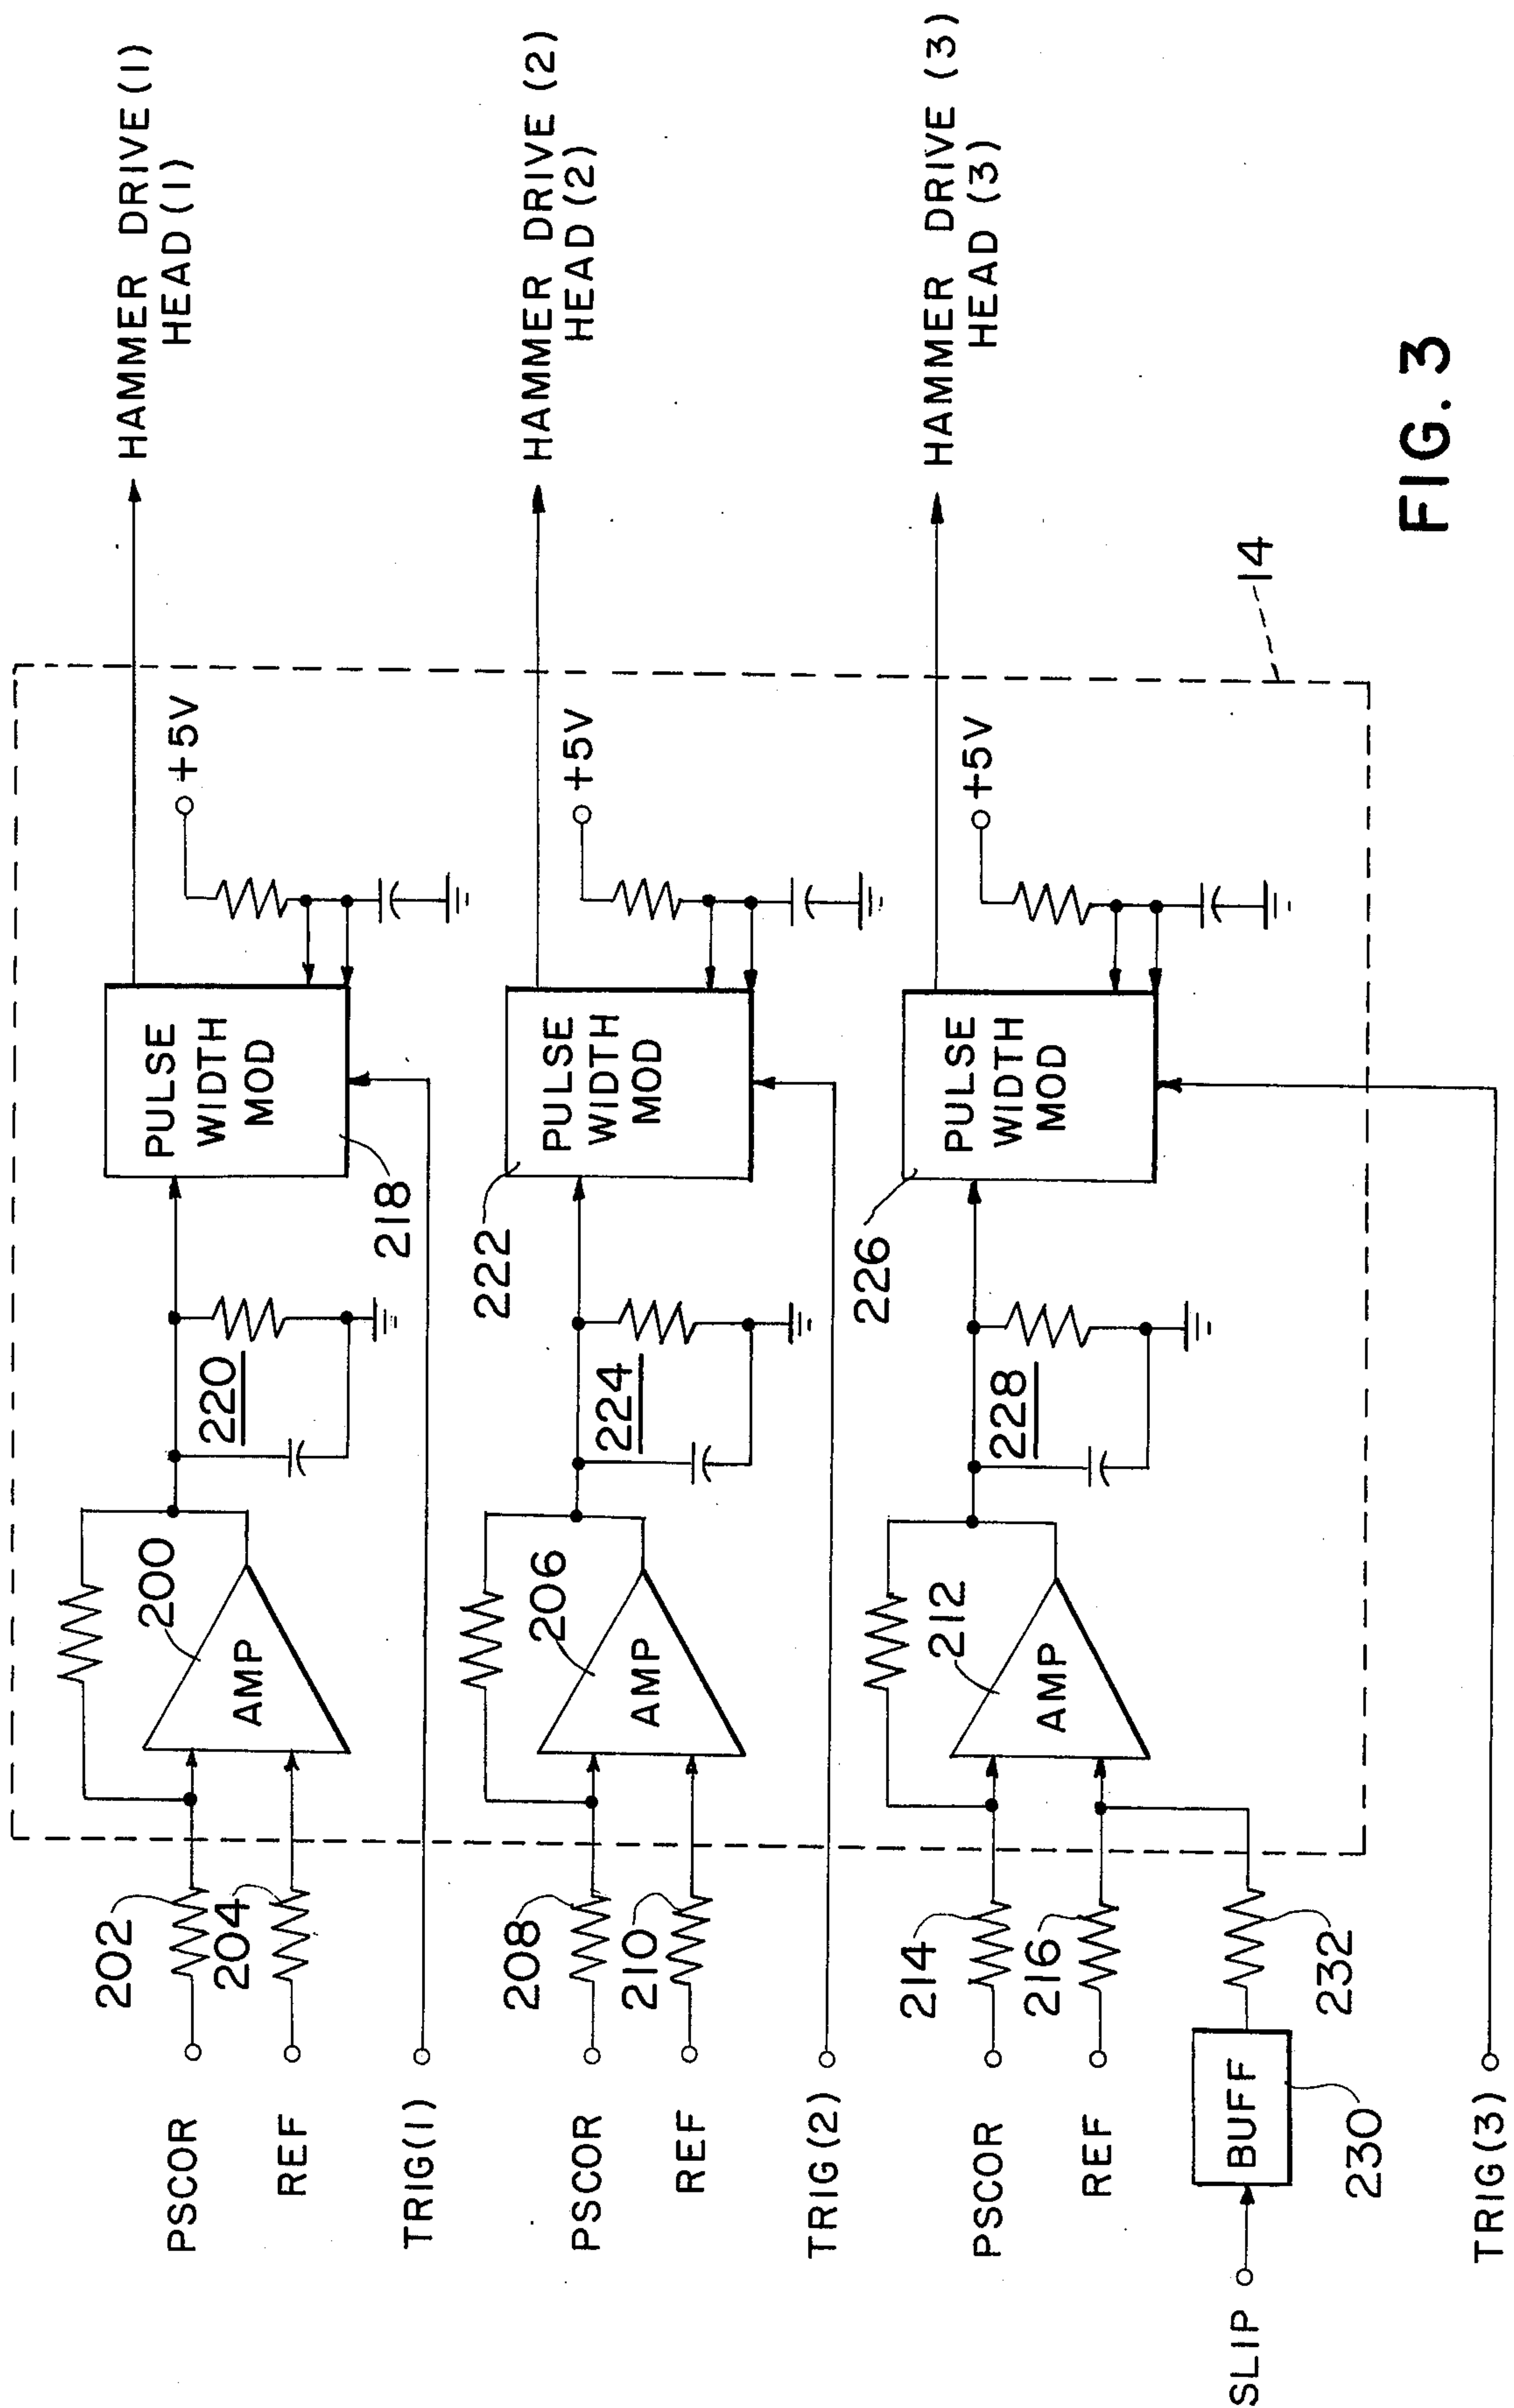 HAMMER DRIVE (1)
HEAD (1)
+5V
PULSE
WIDTH
MOD
218
220
200
AMP
202
204
PSCOR
REF
TRIG(1)
HAMMER DRIVE (2)
HEAD (2)
+5V
PULSE
WIDTH
MOD
222
224
206
AMP
208
210
PSCOR
REF
TRIG(2)
HAMMER DRIVE (3)
HEAD (3)
+5V
PULSE
WIDTH
MOD
226
228
212
AMP
214
216
PSCOR
REF
232
BUFF
230
SLIP
TRIG(3)
14
FIG. 3